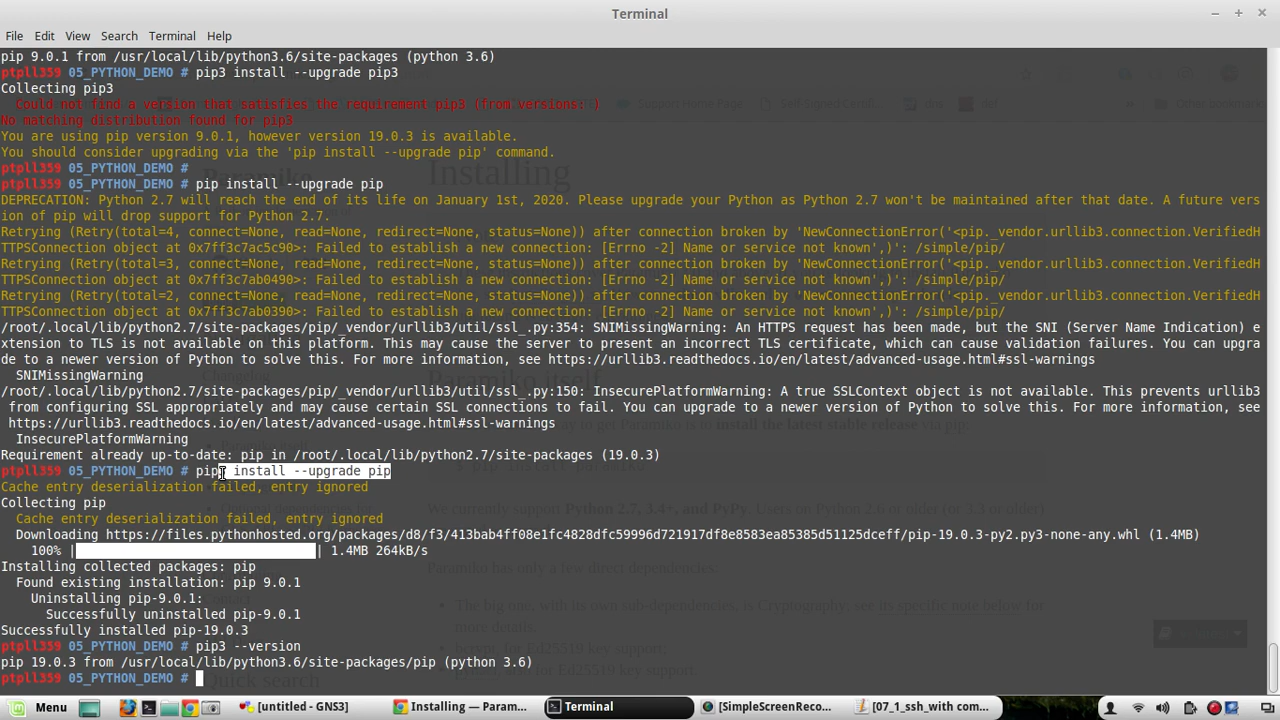 Terminal
File Edit View Search Terminal Help
pip 9.0.1 from /usr/local/lib/python3.6/site-packages (python 3.6)
ptpll359 05_PYTHON_DEMO # pip3 install --upgrade pip3
Collecting pip3
Could not find a version that satisfies the requirement pip3 (from versions: )
No matching distribution found for pip3
You are using pip version 9.0.1, however version 19.0.3 is available.
You should consider upgrading via the 'pip install --upgrade pip' command.
ptpll359 05_PYTHON_DEMO #
ptpll359 05_PYTHON_DEMO # pip install --upgrade pip
DEPRECATION: Python 2.7 will reach the end of its life on January 1st, 2020. Please upgrade your Python as Python 2.7 won't be maintained after that date. A future vers
ion of pip will drop support for Python 2.7.
Retrying (Retry(total=4, connect=None, read=None, redirect=None, status=None)) after connection broken by 'NewConnectionError('<pip._vendor.urllib3.connection.VerifiedH
TTPSConnection object at 0x7ff3c7ac5c90>: Failed to establish a new connection: [Errno -2] Name or service not known',)': /simple/pip/
Retrying (Retry(total=3, connect=None, read=None, redirect=None, status=None)) after connection broken by 'NewConnectionError('<pip._vendor.urllib3.connection.VerifiedH
TTPSConnection object at 0x7ff3c7ab0490>: Failed to establish a new connection: [Errno -2] Name or service not known',)': /simple/pip/
Retrying (Retry(total=2, connect=None, read=None, redirect=None, status=None)) after connection broken by 'NewConnectionError('<pip._vendor.urllib3.connection.VerifiedH
TTPSConnection object at 0x7ff3c7ab0390>: Failed to establish a new connection: [Errno -2] Name or service not known',)': /simple/pip/
/root/.local/lib/python2.7/site-packages/pip/_vendor/urllib3/util/ssl_.py:354: SNIMissingWarning: An HTTPS request has been made, but the SNI (Server Name Indication) e
xtension to TLS is not available on this platform. This may cause the server to present an incorrect TLS certificate, which can cause validation failures. You can upgra
de to a newer version of Python to solve this. For more information, see https://urllib3.readthedocs.io/en/latest/advanced-usage.html#ssl-warnings
SNIMissingWarning
/root/.local/lib/python2.7/site-packages/pip/_vendor/urllib3/util/ssl_.py:150: InsecurePlatformWarning: A true SSLContext object is not available. This prevents urllib3
from configuring SSL appropriately and may cause certain SSL connections to fail. You can upgrade to a newer version of Python to solve this. For more information, see
https://urllib3.readthedocs.io/en/latest/advanced-usage.html#ssl-warnings
InsecurePlatformWarning
Requirement already up-to-date: pip in /root/.local/lib/python2.7/site-packages (19.0.3)
ptpll359 05_PYTHON_DEMO # pip3 install --upgrade pip
Cache entry deserialization failed, entry ignored
Collecting pip
Cache entry deserialization failed, entry ignored
Downloading https://files.pythonhosted.org/packages/d8/f3/413bab4ff08e1fc4828dfc59996d721917df8e8583ea85385d51125dceff/pip-19.0.3-py2.py3-none-any.whl (1.4MB)
100% | | 1.4MB 264kB/s
Installing collected packages: pip
Found existing installation: pip 9.0.1
Uninstalling pip-9.0.1:
Successfully uninstalled pip-9.0.1
Successfully installed pip-19.0.3
ptpll359 05_PYTHON_DEMO # pip3 --version
pip 19.0.3 from /usr/local/lib/python3.6/site-packages/pip (python 3.6)
ptpll359 05_PYTHON_DEMO #
Quick search
Menu [untitled - GNS3] Installing — Param... Terminal [SimpleScreenReco... [07_1_ssh_with com...